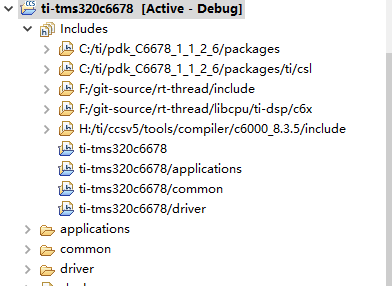 ti-tms320c6678 [Active - Debug]
Includes
C:/ti/pdk_C6678_1_1_2_6/packages
C:/ti/pdk_C6678_1_1_2_6/packages/ti/csl
F:/git-source/rt-thread/include
F:/git-source/rt-thread/libcpu/ti-dsp/c6x
H:/ti/ccsv5/tools/compiler/c6000_8.3.5/include
ti-tms320c6678
ti-tms320c6678/applications
ti-tms320c6678/common
ti-tms320c6678/driver
applications
common
driver